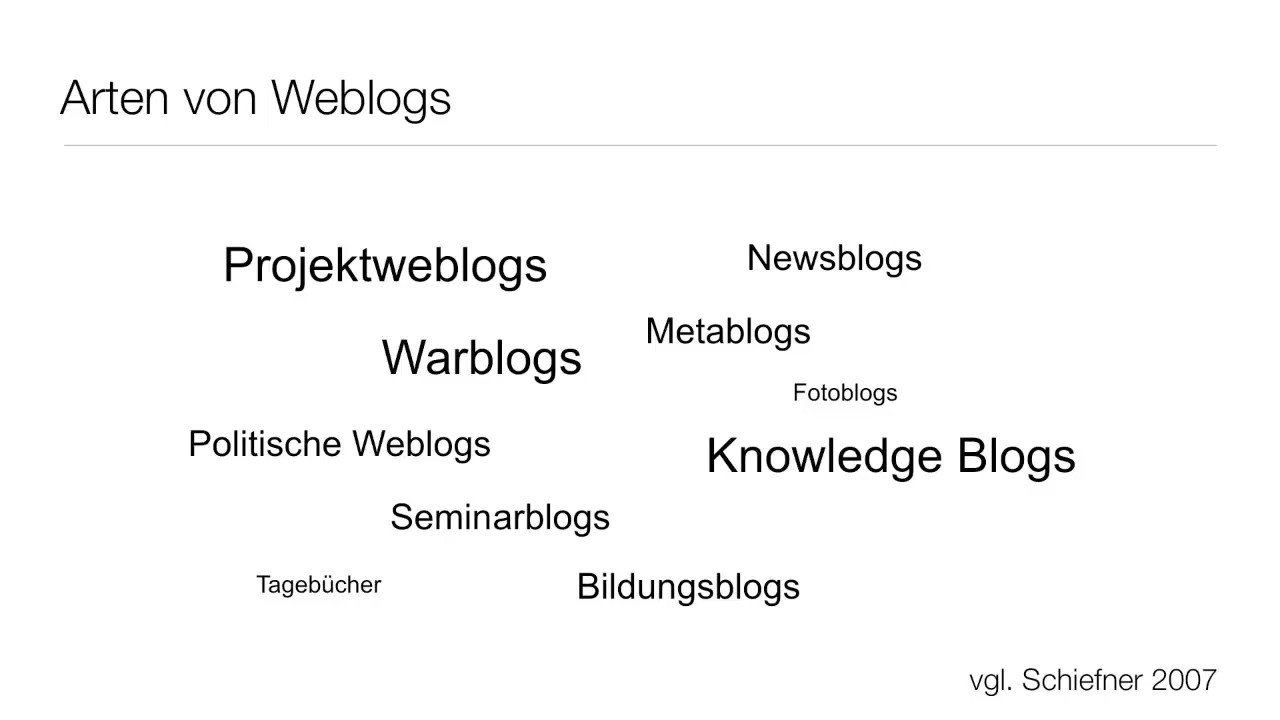 Arten von Weblogs
Projektweblogs
Newsblogs
Metablogs
Warblogs
Fotoblogs
Politische Weblogs
Knowledge Blogs
Seminarblogs
Tagebücher
Bildungsblogs
vgl. Schiefner 2007